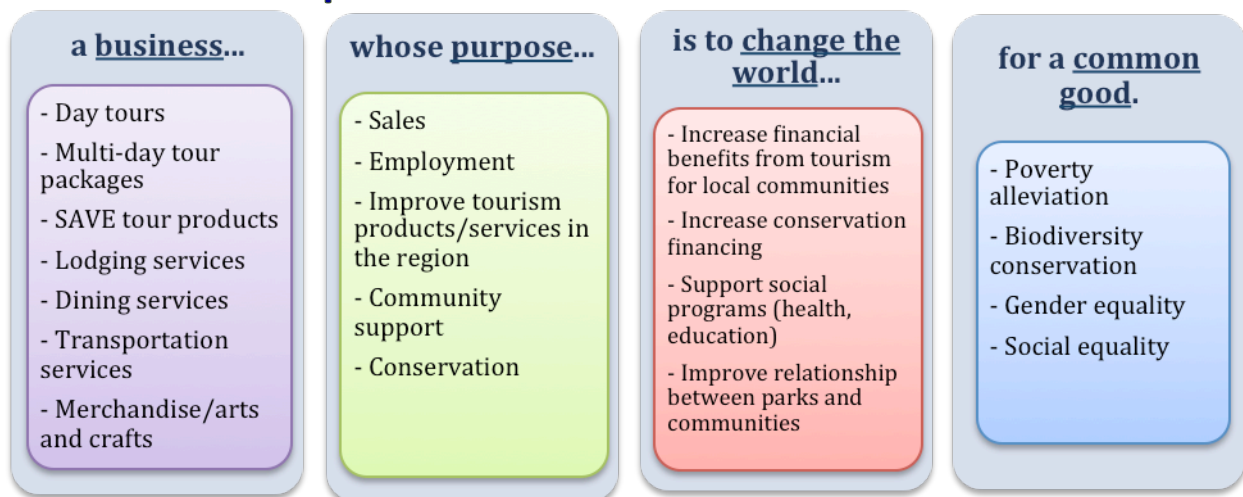 a business...
- Day tours
- Multi-day tour
packages
- SAVE tour products
- Lodging services
- Dining services
- Transportation
services
- Merchandise/arts
and crafts
whose purpose...
- Sales
- Employment
- Improve tourism
products/services in
the region
- Community
support
- Conservation
is to change the
world...
- Increase financial
benefits from tourism
for local communities
- Increase conservation
financing
- Support social
programs (health,
education)
- Improve relationship
between parks and
communities
for a common
good.
- Poverty
alleviation
- Biodiversity
conservation
- Gender equality
- Social equality